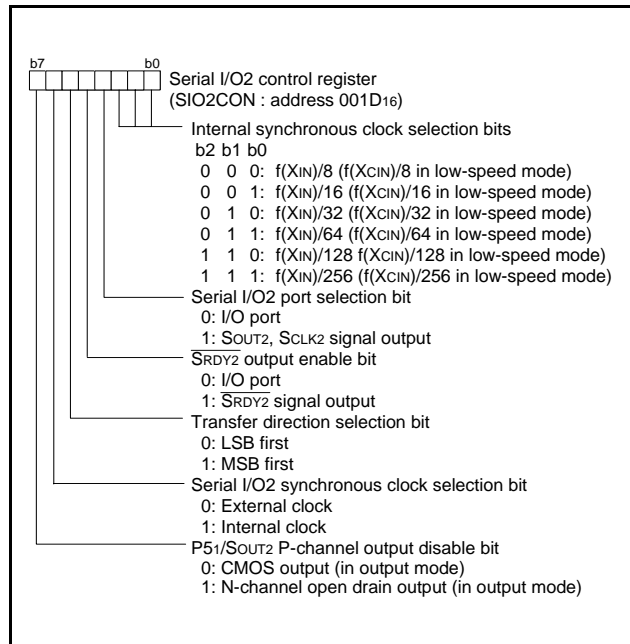 b7 b0
Serial I/O2 control register
(SIO2CON : address 001D16)
Internal synchronous clock selection bits
b2 b1 b0
0 0 0: f(XIN)/8 (f(XCIN)/8 in low-speed mode)
0 0 1: f(XIN)/16 (f(XCIN)/16 in low-speed mode)
0 1 0: f(XIN)/32 (f(XCIN)/32 in low-speed mode)
0 1 1: f(XIN)/64 (f(XCIN)/64 in low-speed mode)
1 1 0: f(XIN)/128 f(XCIN)/128 in low-speed mode)
1 1 1: f(XIN)/256 (f(XCIN)/256 in low-speed mode)
Serial I/O2 port selection bit
0: I/O port
1: SOUT2, SCLK2 signal output
SRDY2 output enable bit
0: I/O port
1: SRDY2 signal output
Transfer direction selection bit
0: LSB first
1: MSB first
Serial I/O2 synchronous clock selection bit
0: External clock
1: Internal clock
P51/SOUT2 P-channel output disable bit
0: CMOS output (in output mode)
1: N-channel open drain output (in output mode)